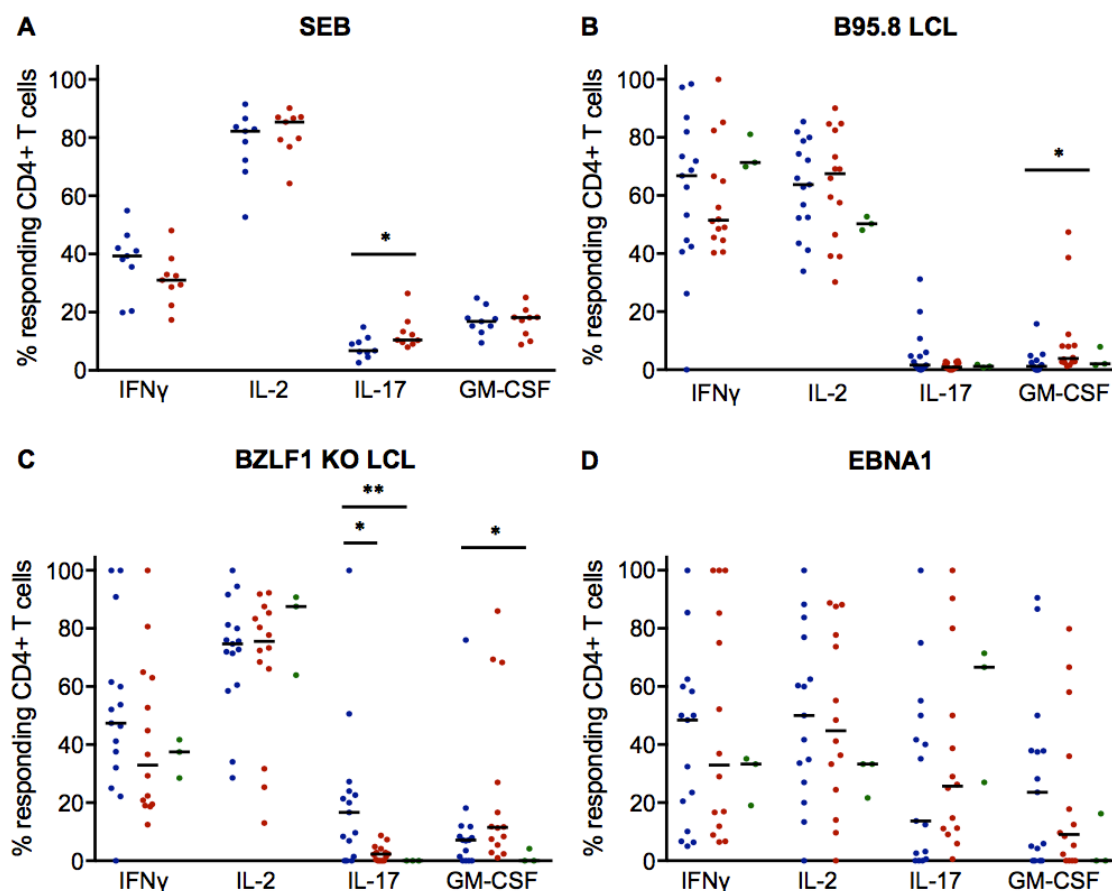 A SEB
% responding CD4+ T cells
100
80
60
40
20
0
*
IFNγ IL-2 IL-17 GM-CSF
B B95.8 LCL
% responding CD4+ T cells
100
80
60
40
20
0
*
IFNγ IL-2 IL-17 GM-CSF
C BZLF1 KO LCL
% responding CD4+ T cells
100
80
60
40
20
0
**
*
*
IFNγ IL-2 IL-17 GM-CSF
D EBNA1
% responding CD4+ T cells
100
80
60
40
20
0
IFNγ IL-2 IL-17 GM-CSF